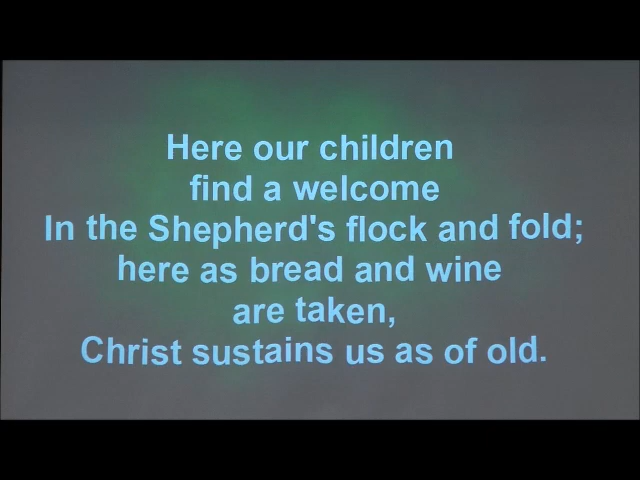 Here our children
find a welcome
In the Shepherd's flock and fold;
here as bread and wine
are taken,
Christ sustains us as of old.